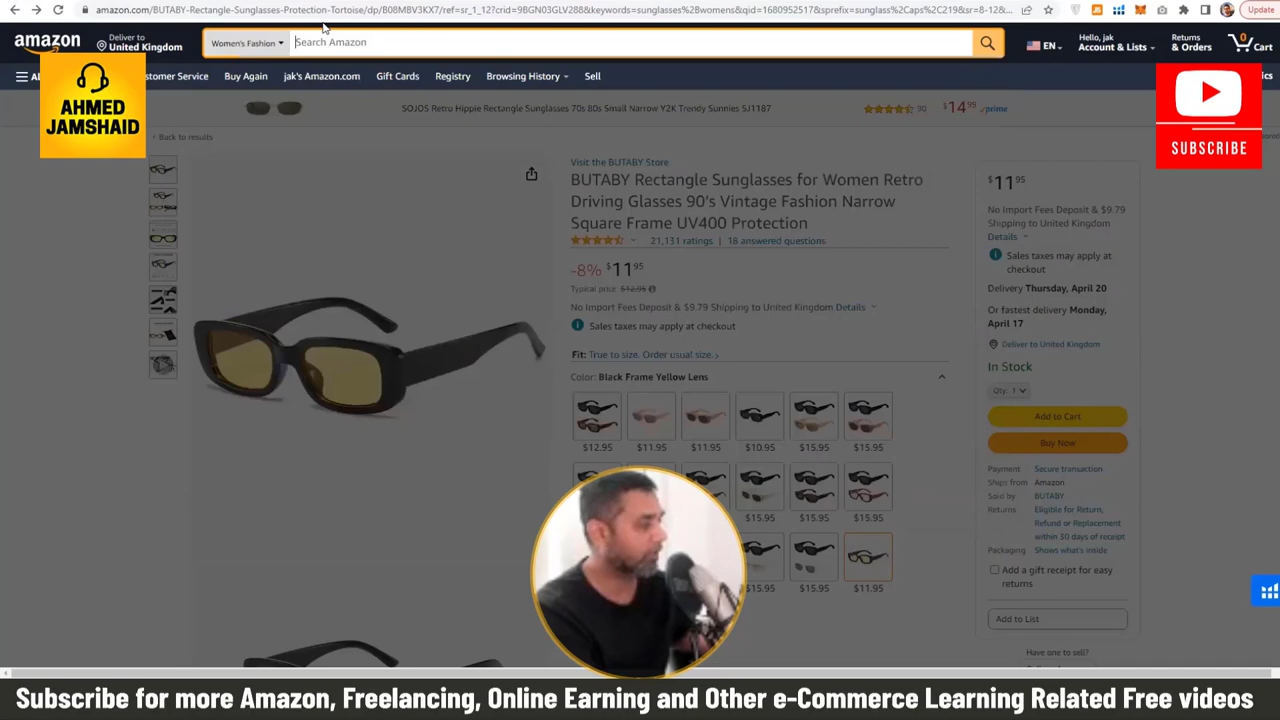 amazon.com/BUTABY-Rectangle-Sunglasses-Protection-Tortoise/dp/B08MBV3KX7/ref=sr_1_12?crid=9BGN03GLV288&keywords=sunglasses%2Bwomens&qid=1680952517&sprefix=sunglass%2Caps%2C219&sr=8-12&...
Update
amazon
Deliver to
United Kingdom
Women's Fashion
Search Amazon
EN
Hello, jak
Account & Lists
Returns
& Orders
Cart
Customer Service
Buy Again
jak's Amazon.com
Gift Cards
Registry
Browsing History
Sell
AHMED
JAMSHAID
SUBSCRIBE
SOJOS Retro Hippie Rectangle Sunglasses 70s 80s Small Narrow Y2K Trendy Sunnies SJ1187
90
$14.99
prime
‹ Back to results
Visit the BUTABY Store
BUTABY Rectangle Sunglasses for Women Retro
Driving Glasses 90's Vintage Fashion Narrow
Square Frame UV400 Protection
21,131 ratings | 18 answered questions
-8% $11.95
Typical price: $12.95
No Import Fees Deposit & $9.79 Shipping to United Kingdom Details
Sales taxes may apply at checkout
Fit: True to size. Order usual size. ›
Color: Black Frame Yellow Lens
$12.95
$11.95
$11.95
$10.95
$15.95
$15.95
$15.95
$15.95
$15.95
$15.95
$15.95
$11.95
$11.95
No Import Fees Deposit & $9.79
Shipping to United Kingdom
Details
Sales taxes may apply at
checkout
Delivery Thursday, April 20
Or fastest delivery Monday,
April 17
Deliver to United Kingdom
In Stock
Qty: 1
Add to Cart
Buy Now
Payment Secure transaction
Ships from Amazon
Sold by BUTABY
Returns Eligible for Return,
Refund or Replacement
within 30 days of receipt
Packaging Shows what's inside
Add a gift receipt for easy
returns
Add to List
Have one to sell?
Subscribe for more Amazon, Freelancing, Online Earning and Other e-Commerce Learning Related Free videos